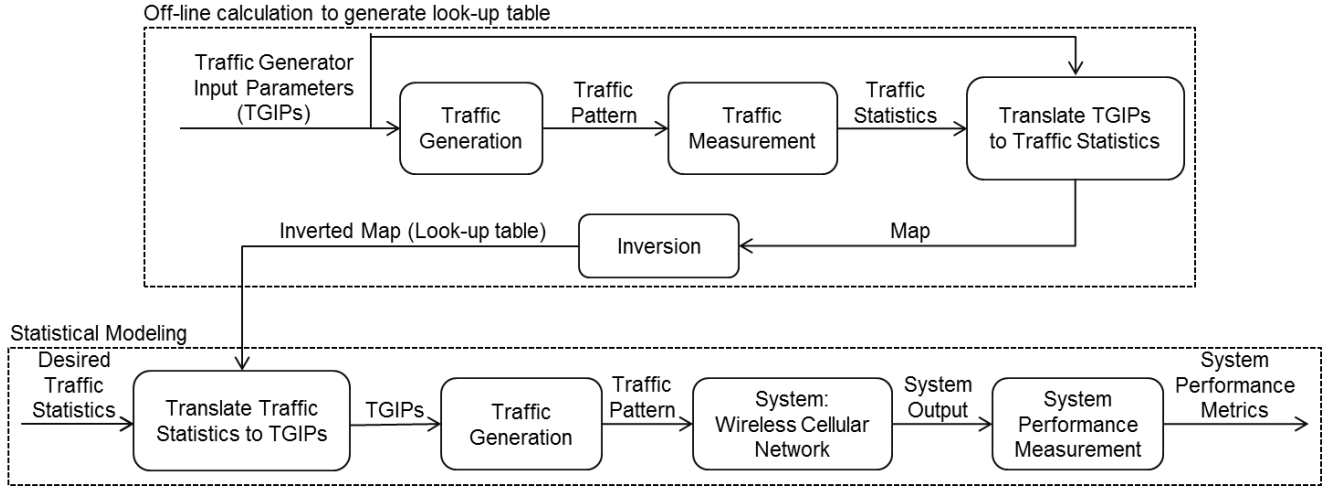 Off-line calculation to generate look-up table
Traffic Generator
Input Parameters
(TGIPs)
Traffic
Generation
Traffic
Pattern
Traffic
Measurement
Traffic
Statistics
Translate TGIPs
to Traffic Statistics
Inverted Map (Look-up table)
Inversion
Map
Statistical Modeling
Desired
Traffic
Statistics
Translate Traffic
Statistics to TGIPs
TGIPs
Traffic
Generation
Traffic
Pattern
System:
Wireless Cellular
Network
System
Output
System
Performance
Measurement
System
Performance
Metrics